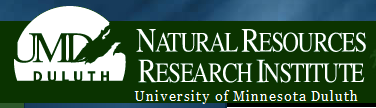 UMD
DULUTH
NATURAL RESOURCES
RESEARCH INSTITUTE
University of Minnesota Duluth